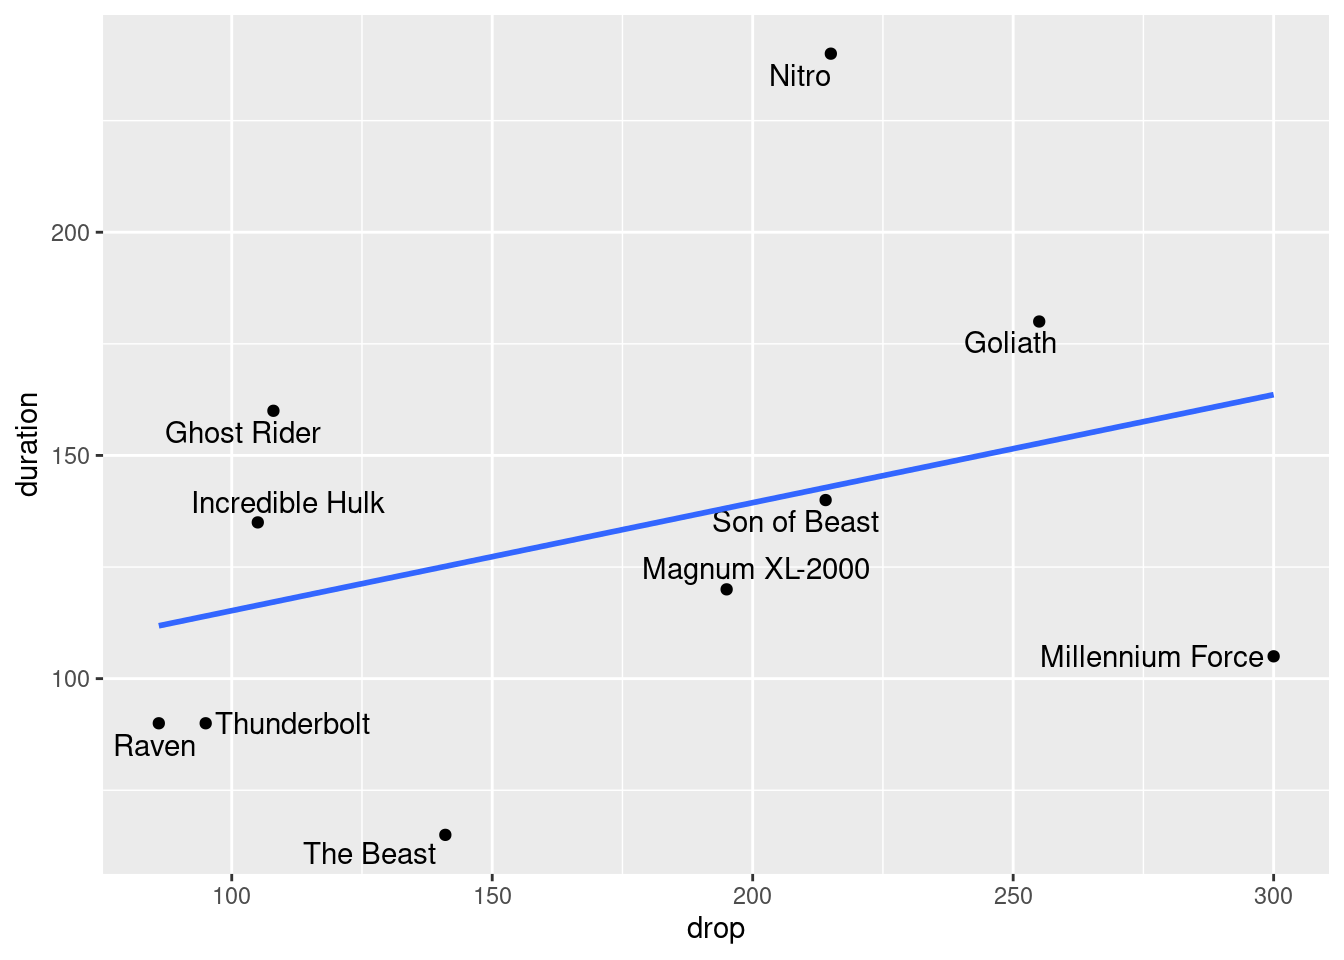 Nitro
200
Goliath
Ghost Rider
150
Incredible Hulk
Son of Beast
Magnum XL-2000
Millennium Force
100
Thunderbolt
Raven
The Beast
duration
100 150 200 250 300
drop